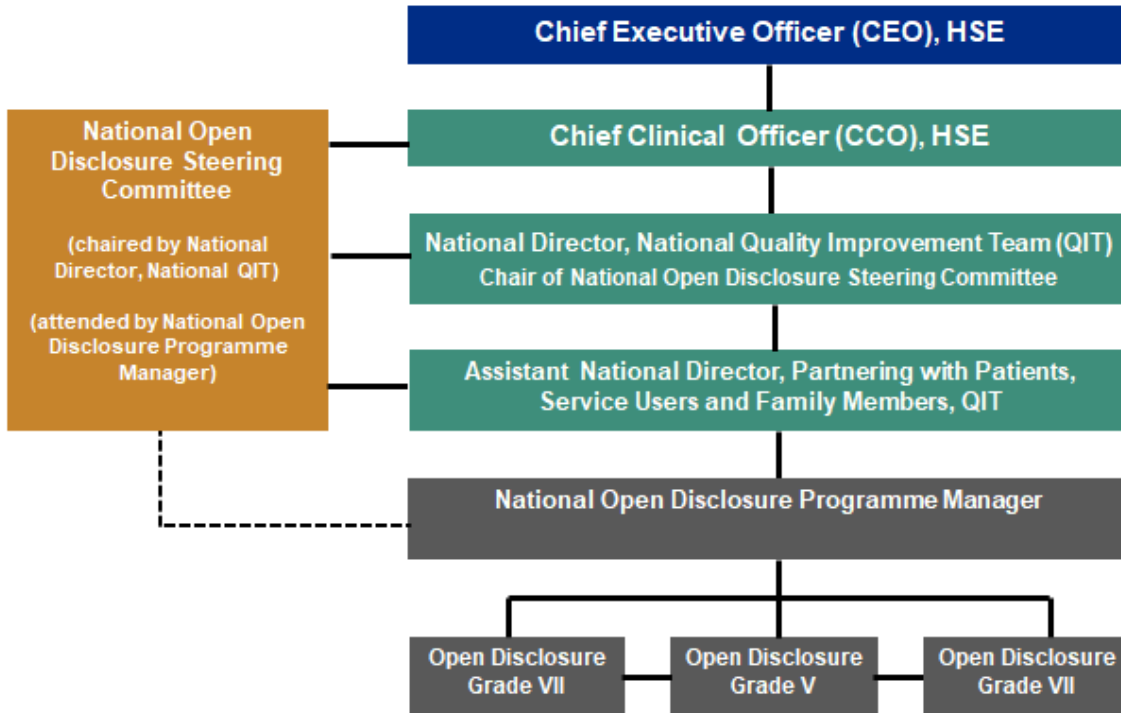 Chief Executive Officer (CEO), HSE
National Open
Disclosure Steering
Committee
(chaired by National
Director, National QIT)
(attended by National Open
Disclosure Programme
Manager)
Chief Clinical Officer (CCO), HSE
National Director, National Quality Improvement Team (QIT)
Chair of National Open Disclosure Steering Committee
Assistant National Director, Partnering with Patients,
Service Users and Family Members, QIT
National Open Disclosure Programme Manager
Open Disclosure
Grade VII
Open Disclosure
Grade V
Open Disclosure
Grade VII